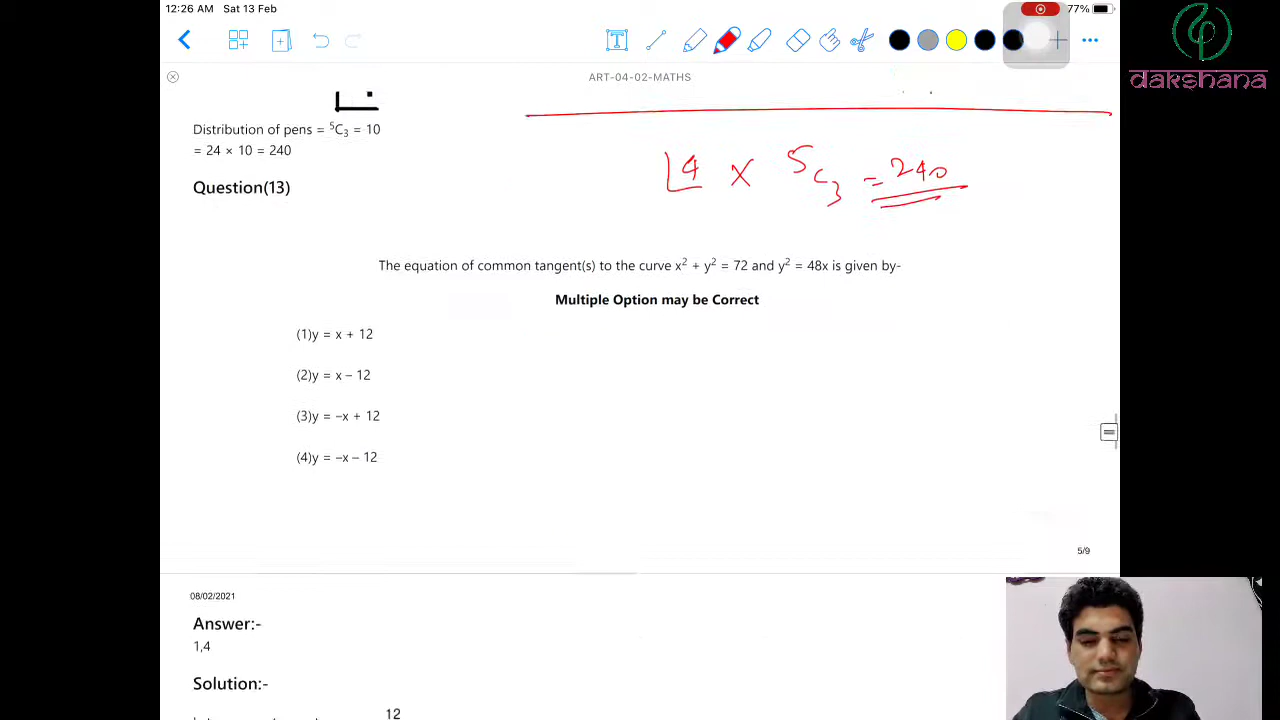 12:26 AM Sat 13 Feb
77%
ART-04-02-MATHS
dakshana
Distribution of pens = ⁵C₃ = 10
= 24 × 10 = 240
4 × ⁵C₃ = 240
Question(13)
The equation of common tangent(s) to the curve x² + y² = 72 and y² = 48x is given by-
Multiple Option may be Correct
(1)y = x + 12
(2)y = x – 12
(3)y = –x + 12
(4)y = –x – 12
5/9
08/02/2021
Answer:-
1,4
Solution:-
12